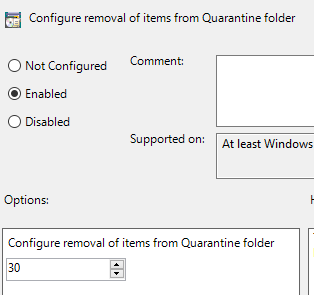 Configure removal of items from Quarantine folder
Not Configured
Comment:
Enabled
Disabled
Supported on:
At least Windows
Options:
Configure removal of items from Quarantine folder
30